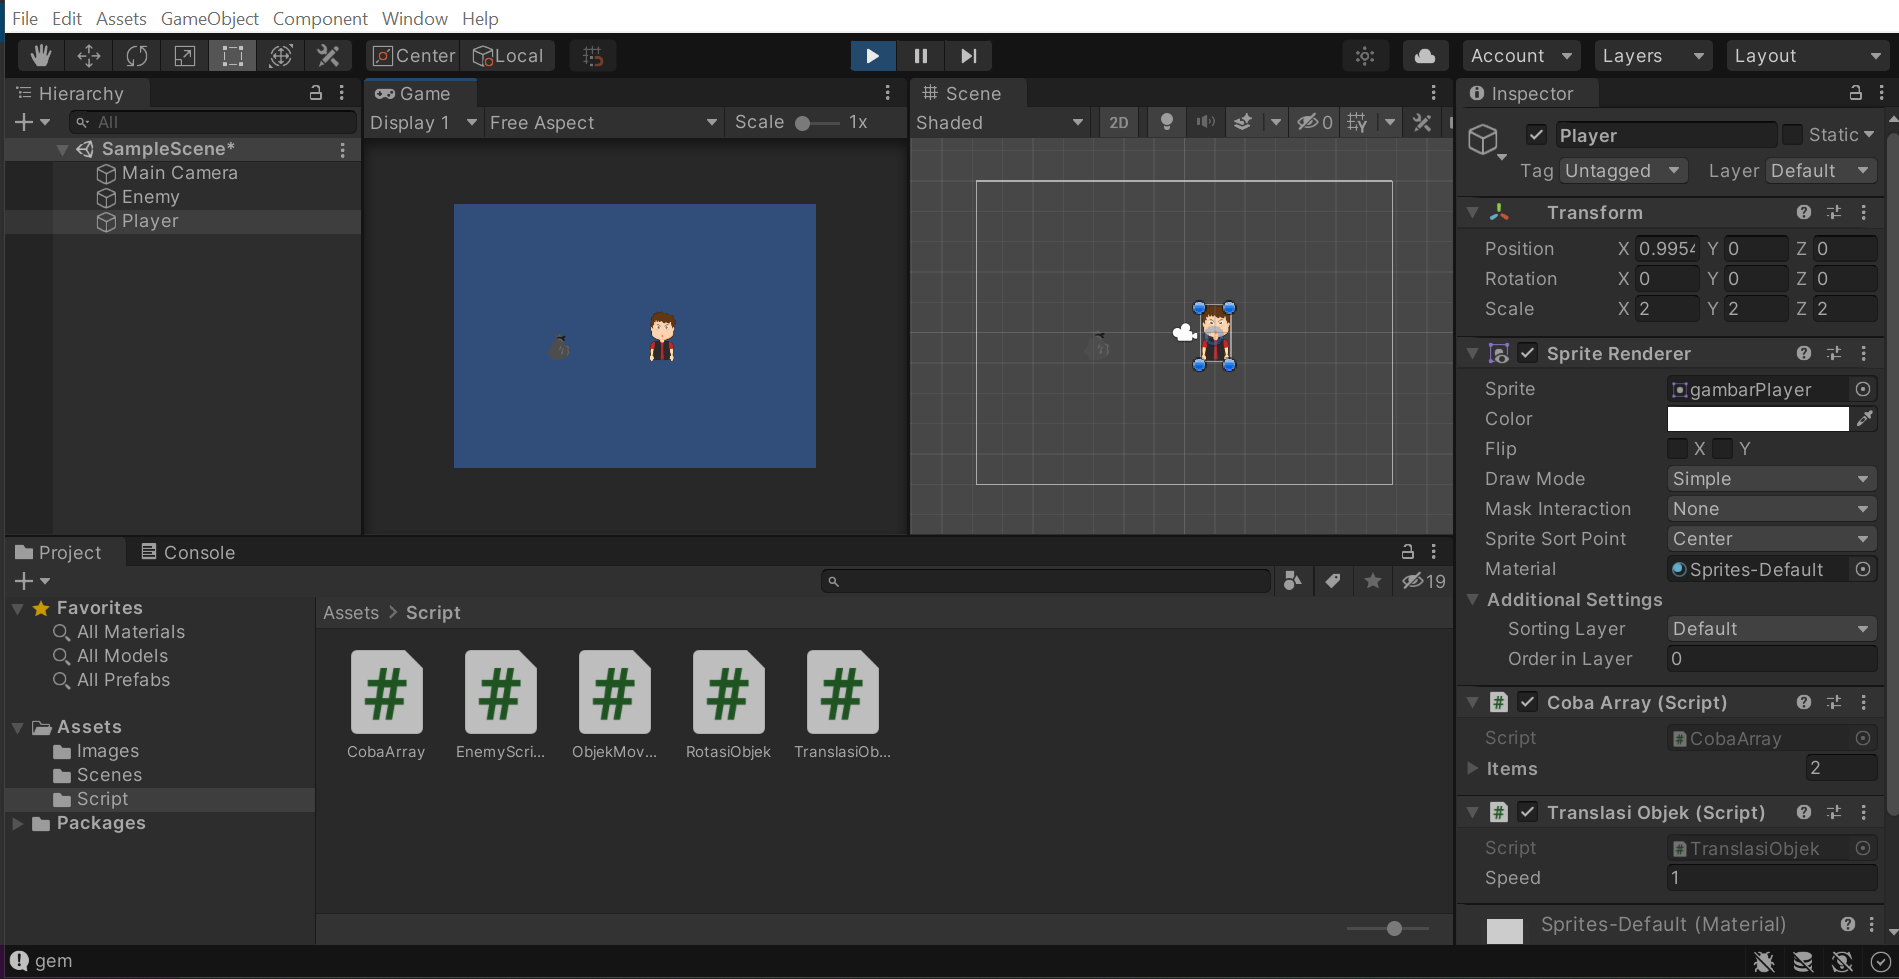 File Edit Assets GameObject Component Window Help
Center Local Account Layers Layout
Hierarchy
All
SampleScene*
Main Camera
Enemy
Player
Game
Display 1 Free Aspect Scale 1x
Scene
Shaded 2D 0
Inspector
Player Static
Tag Untagged Layer Default
Transform
Position X 0.9954 Y 0 Z 0
Rotation X 0 Y 0 Z 0
Scale X 2 Y 2 Z 2
Sprite Renderer
Sprite gambarPlayer
Color
Flip X Y
Draw Mode Simple
Mask Interaction None
Sprite Sort Point Center
Material Sprites-Default
Additional Settings
Sorting Layer Default
Order in Layer 0
# Coba Array (Script)
Script # CobaArray
Items 2
# Translasi Objek (Script)
Script # TranslasiObjek
Speed 1
Sprites-Default (Material)
Project Console
19
Favorites
All Materials
All Models
All Prefabs
Assets
Images
Scenes
Script
Packages
Assets > Script
# # # # #
CobaArray EnemyScri... ObjekMov... RotasiObjek TranslasiOb...
gem